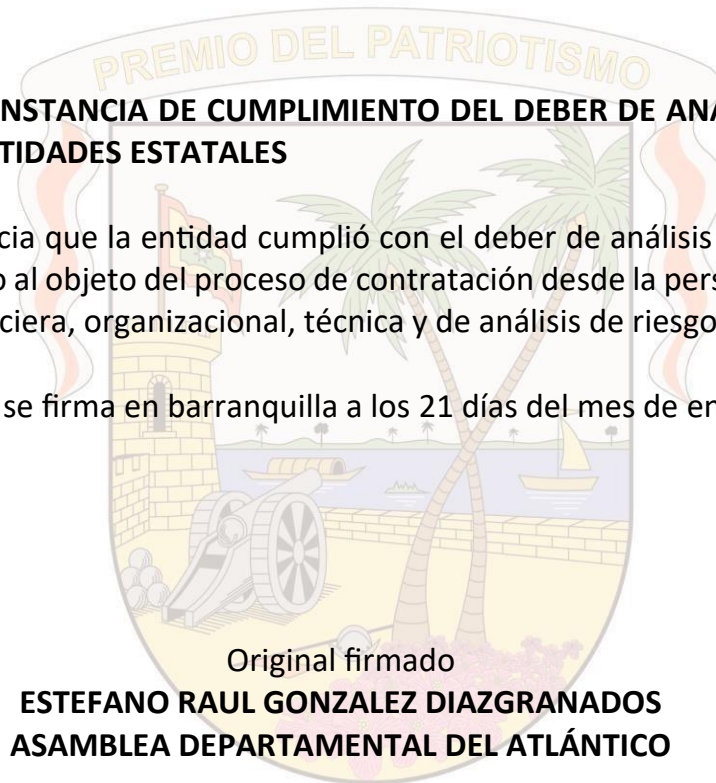 PREMIO DEL PATRIOTISMO
NSTANCIA DE CUMPLIMIENTO DEL DEBER DE ANÁ
TIDADES ESTATALES
cia que la entidad cumplió con el deber de análisis
o al objeto del proceso de contratación desde la pers
ciera, organizacional, técnica y de análisis de riesgo
se firma en barranquilla a los 21 días del mes de en
Original firmado
ESTEFANO RAUL GONZALEZ DIAZGRANADOS
ASAMBLEA DEPARTAMENTAL DEL ATLÁNTICO